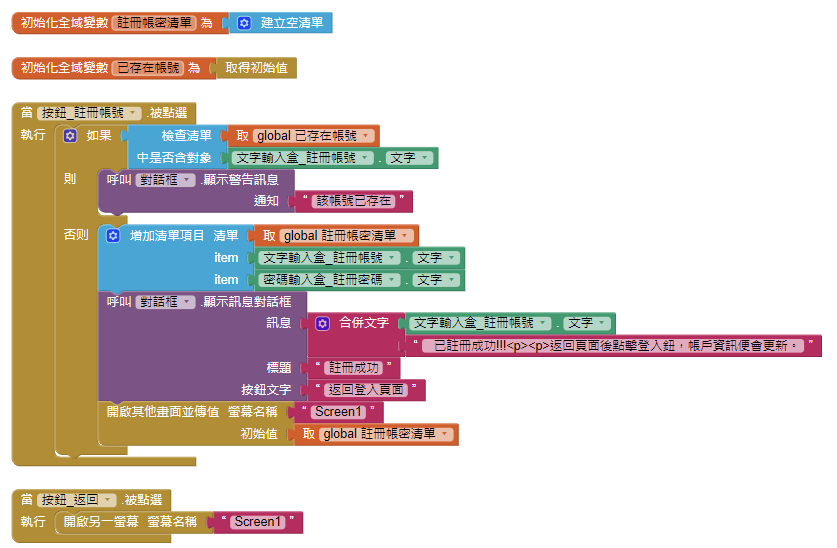 初始化全域變數 註冊帳密清單 為 建立空清單
初始化全域變數 已存在帳號 為 取得初始值
當 按鈕_註冊帳號 .被點選
執行 如果 檢查清單 取 global 已存在帳號
中是否含對象 文字輸入盒_註冊帳號 . 文字
則 呼叫 對話框 .顯示警告訊息
通知 “ 該帳號已存在 ”
否則 增加清單項目 清單 取 global 註冊帳密清單
item 文字輸入盒_註冊帳號 . 文字
item 密碼輸入盒_註冊密碼 . 文字
呼叫 對話框 .顯示訊息對話框
訊息 合併文字 文字輸入盒_註冊帳號 . 文字
“ 已註冊成功!!!<p><p>返回頁面後點擊登入鈕，帳戶資訊便會更新。 ”
標題 “ 註冊成功 ”
按鈕文字 “ 返回登入頁面 ”
開啟其他畫面並傳值 螢幕名稱 “ Screen1 ”
初始值 取 global 註冊帳密清單
當 按鈕_返回 .被點選
執行 開啟另一螢幕 螢幕名稱 “ Screen1 ”